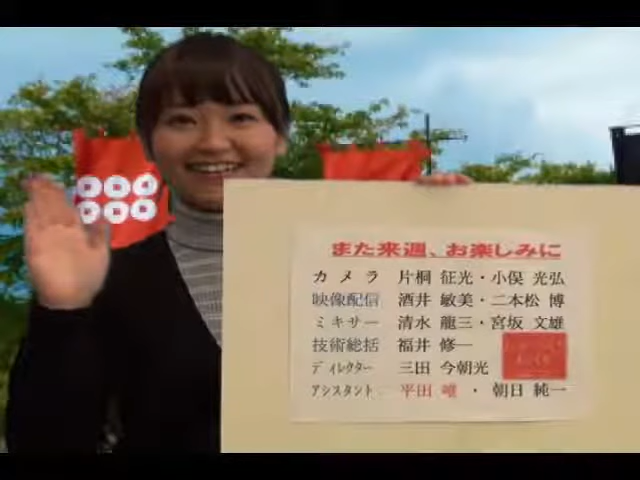 また来週、お楽しみに
カメラ 片桐 征光・小俣 光弘
映像配信 酒井 敏美・二本松 博
ミキサー 清水 龍三・宮坂 文雄
技術総括 福井 修一
ディレクター 三田 今朝光
アシスタント 平田 唯・朝日 純一